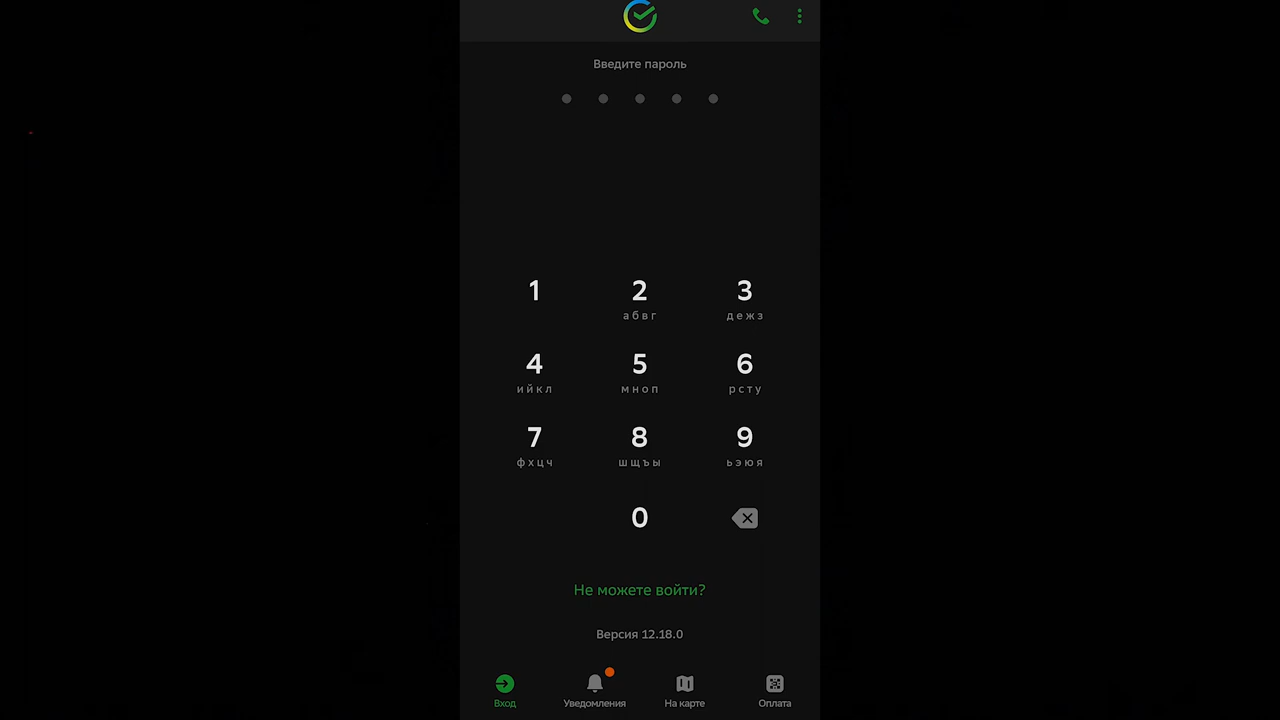 Введите пароль
1 2 3
абвг дежз
4 5 6
ийкл мноп рсту
7 8 9
фхцч шщъы ьэюя
0
Не можете войти?
Версия 12.18.0
Вход Уведомления На карте Оплата